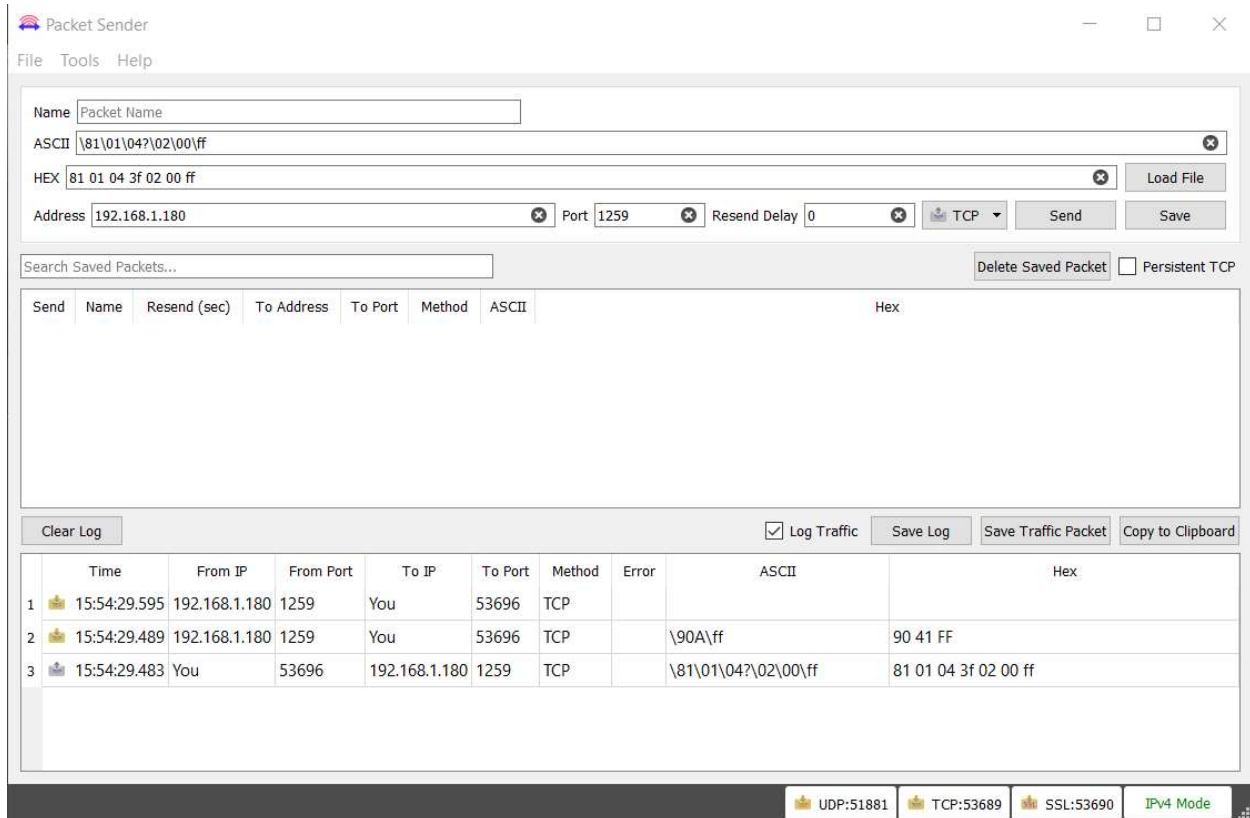 Packet Sender
File Tools Help
Name Packet Name
ASCII \81\01\04?\02\00\ff
HEX 81 01 04 3f 02 00 ff Load File
Address 192.168.1.180 Port 1259 Resend Delay 0 TCP Send Save
Search Saved Packets... Delete Saved Packet Persistent TCP
Send Name Resend (sec) To Address To Port Method ASCII Hex
Clear Log Log Traffic Save Log Save Traffic Packet Copy to Clipboard
Time From IP From Port To IP To Port Method Error ASCII Hex
1 15:54:29.595 192.168.1.180 1259 You 53696 TCP
2 15:54:29.489 192.168.1.180 1259 You 53696 TCP \90A\ff 90 41 FF
3 15:54:29.483 You 53696 192.168.1.180 1259 TCP \81\01\04?\02\00\ff 81 01 04 3f 02 00 ff
UDP:51881 TCP:53689 SSL:53690 IPv4 Mode